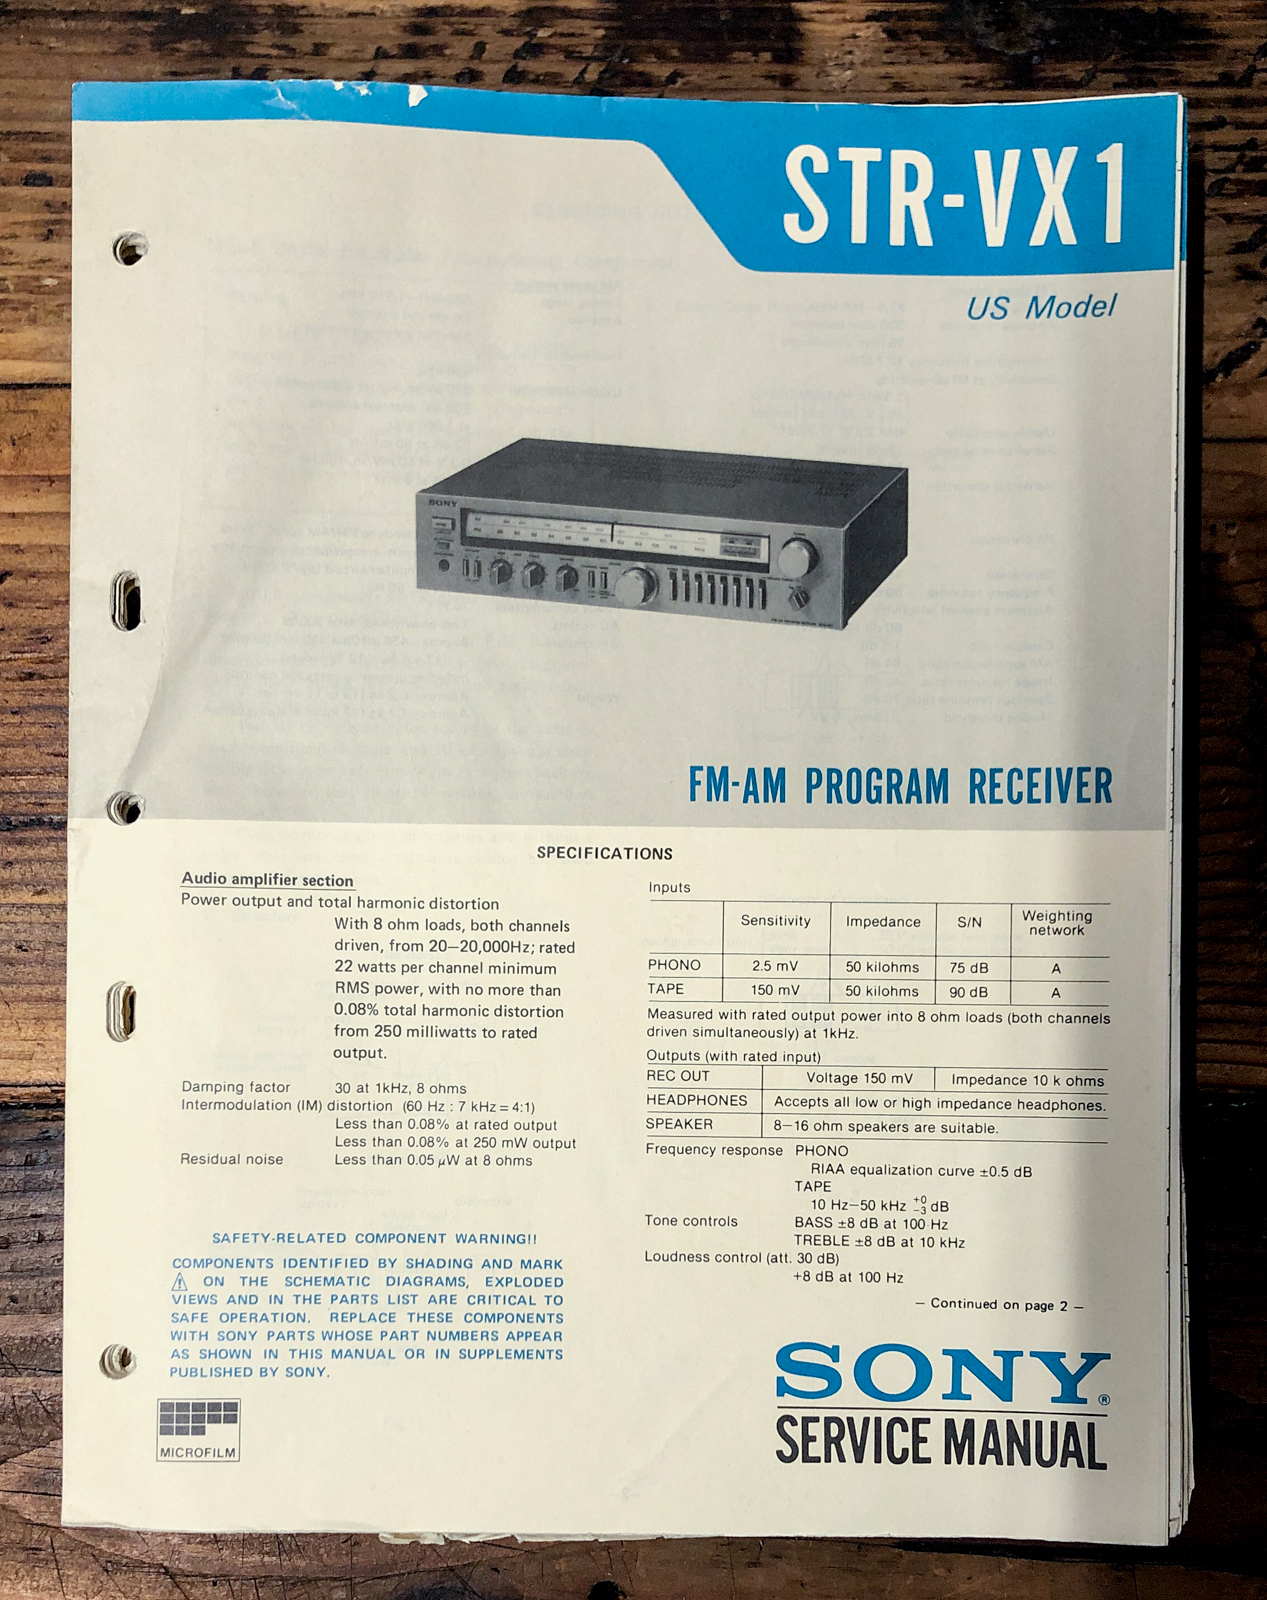 STR-VX1
US Model
SONY
FM-AM PROGRAM RECEIVER
SPECIFICATIONS
Audio amplifier section
Power output and total harmonic distortion
With 8 ohm loads, both channels
driven, from 20–20,000Hz; rated
22 watts per channel minimum
RMS power, with no more than
0.08% total harmonic distortion
from 250 milliwatts to rated
output.
Damping factor 30 at 1kHz, 8 ohms
Intermodulation (IM) distortion (60 Hz : 7 kHz = 4:1)
Less than 0.08% at rated output
Less than 0.08% at 250 mW output
Residual noise Less than 0.05 μW at 8 ohms
SAFETY-RELATED COMPONENT WARNING!!
COMPONENTS IDENTIFIED BY SHADING AND MARK
⚠ ON THE SCHEMATIC DIAGRAMS, EXPLODED
VIEWS AND IN THE PARTS LIST ARE CRITICAL TO
SAFE OPERATION. REPLACE THESE COMPONENTS
WITH SONY PARTS WHOSE PART NUMBERS APPEAR
AS SHOWN IN THIS MANUAL OR IN SUPPLEMENTS
PUBLISHED BY SONY.
MICROFILM
Inputs
Sensitivity Impedance S/N Weighting
network
PHONO 2.5 mV 50 kilohms 75 dB A
TAPE 150 mV 50 kilohms 90 dB A
Measured with rated output power into 8 ohm loads (both channels
driven simultaneously) at 1kHz.
Outputs (with rated input)
REC OUT Voltage 150 mV Impedance 10 k ohms
HEADPHONES Accepts all low or high impedance headphones.
SPEAKER 8–16 ohm speakers are suitable.
Frequency response PHONO
RIAA equalization curve ±0.5 dB
TAPE
10 Hz–50 kHz +0 −3 dB
Tone controls BASS ±8 dB at 100 Hz
TREBLE ±8 dB at 10 kHz
Loudness control (att. 30 dB)
+8 dB at 100 Hz
— Continued on page 2 —
SONY®
SERVICE MANUAL